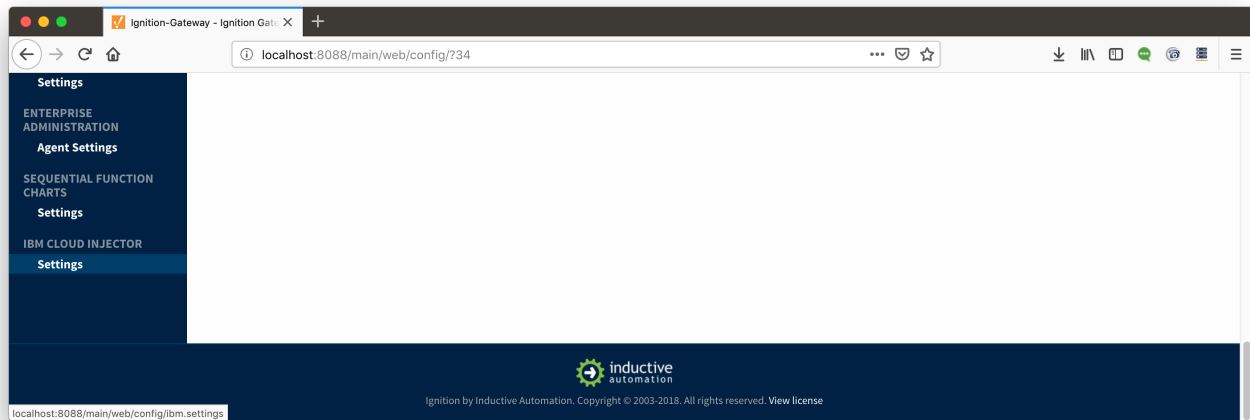 Ignition-Gateway - Ignition Gate
localhost:8088/main/web/config/?34
Settings
ENTERPRISE
ADMINISTRATION
Agent Settings
SEQUENTIAL FUNCTION
CHARTS
Settings
IBM CLOUD INJECTOR
Settings
inductive
automation
Ignition by Inductive Automation. Copyright © 2003-2018. All rights reserved. View license
localhost:8088/main/web/config/ibm.settings